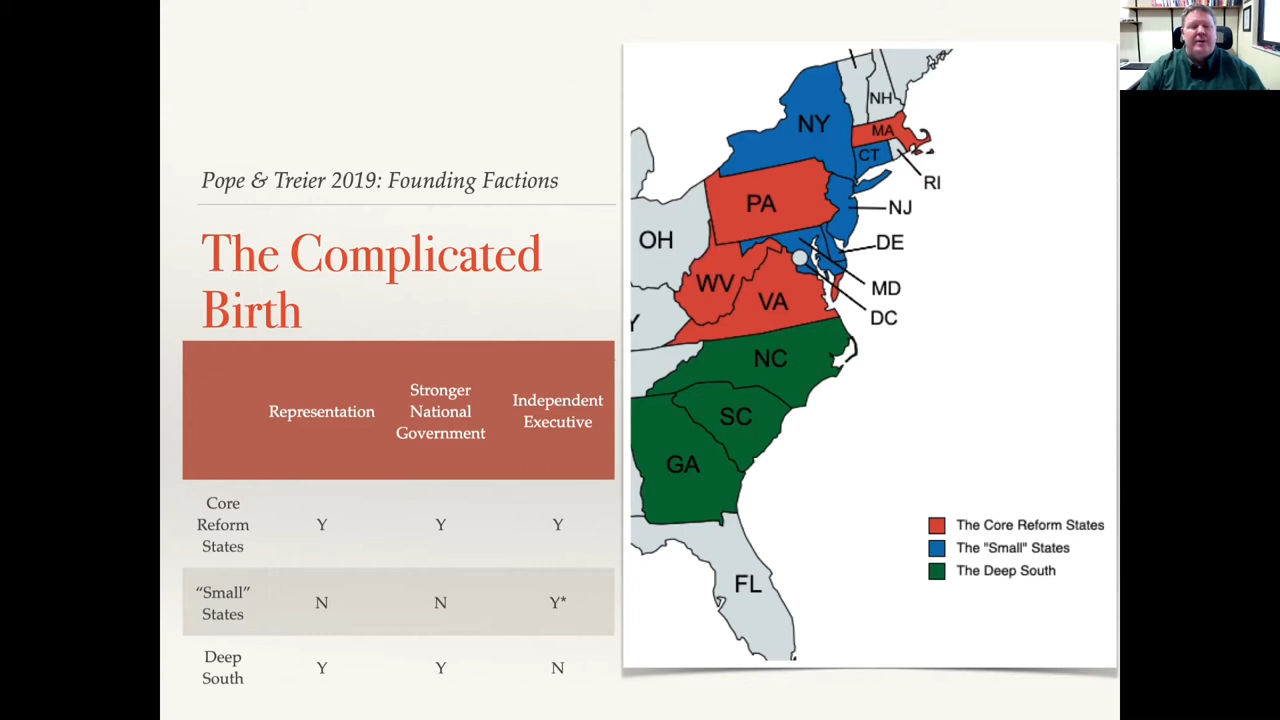 Pope & Treier 2019: Founding Factions
The Complicated
Birth
Representation
Stronger
National
Government
Independent
Executive
Core
Reform
States
Y
Y
Y
“Small”
States
N
N
Y*
Deep
South
Y
Y
N
NY
NH
MA
CT
RI
PA
NJ
OH
DE
WV
VA
MD
DC
Y
NC
SC
GA
FL
The Core Reform States
The "Small" States
The Deep South